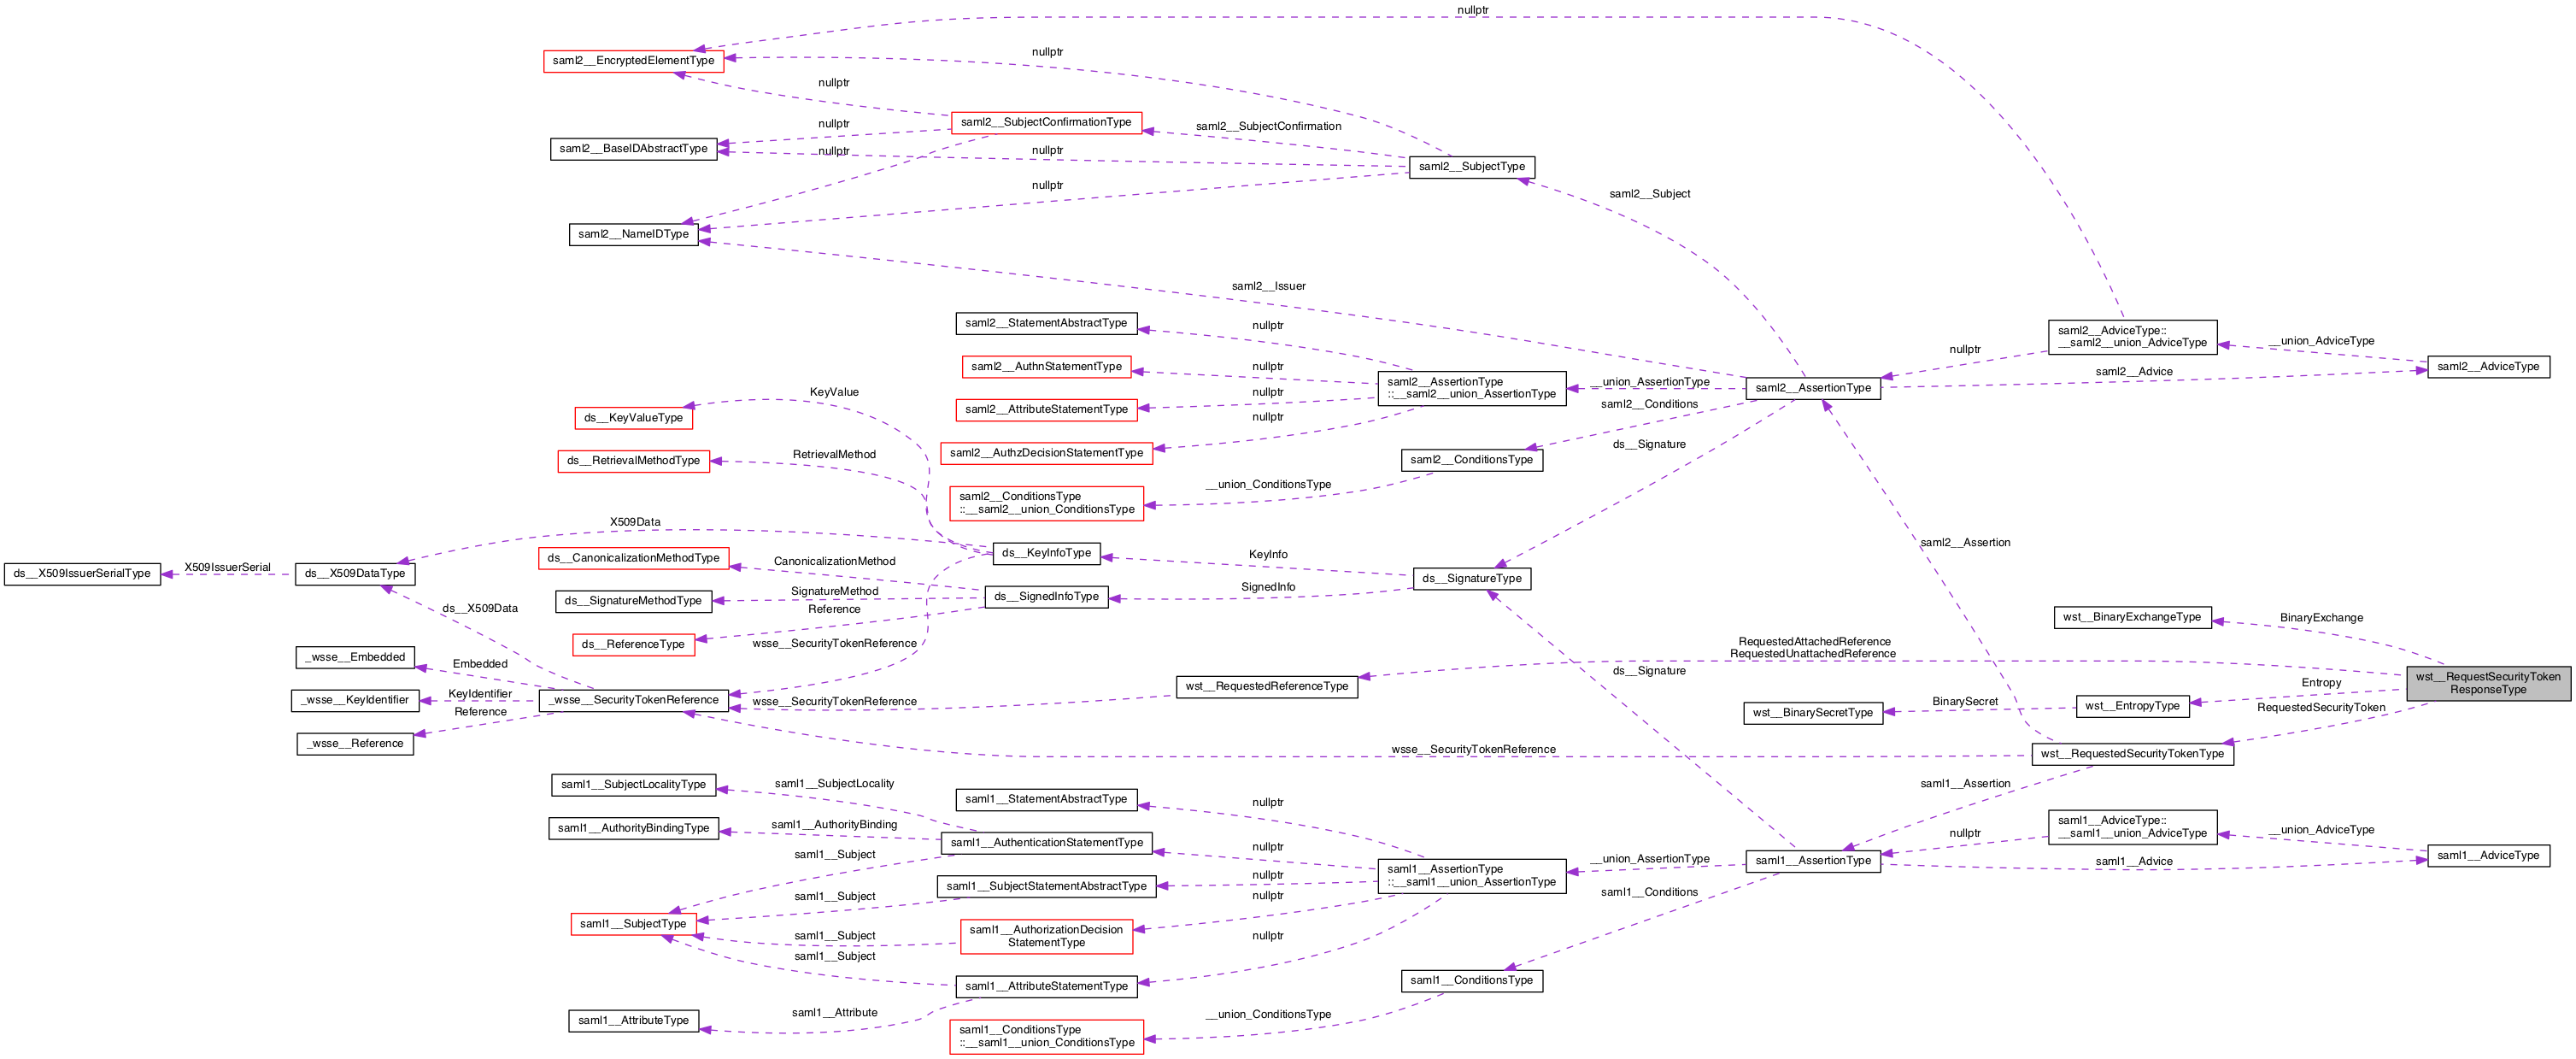 nullptr
saml2__EncryptedElementType
nullptr
nullptr
saml2__SubjectConfirmationType
nullptr
saml2__SubjectConfirmation
saml2__BaseIDAbstractType
nullptr
nullptr
saml2__SubjectType
nullptr
saml2__Subject
saml2__NameIDType
saml2__Issuer
saml2__StatementAbstractType
nullptr
saml2__AdviceType::
__saml2__union_AdviceType
__union_AdviceType
nullptr
saml2__AuthnStatementType
nullptr
saml2__AdviceType
saml2__Advice
saml2__AssertionType
::__saml2__union_AssertionType
__union_AssertionType
saml2__AssertionType
KeyValue
nullptr
saml2__AttributeStatementType
saml2__Conditions
ds__KeyValueType
nullptr
ds__Signature
saml2__AuthzDecisionStatementType
RetrievalMethod
ds__RetrievalMethodType
saml2__ConditionsType
__union_ConditionsType
saml2__ConditionsType
::__saml2__union_ConditionsType
X509Data
saml2__Assertion
ds__KeyInfoType
KeyInfo
ds__CanonicalizationMethodType
CanonicalizationMethod
ds__X509IssuerSerialType
X509IssuerSerial
ds__X509DataType
ds__SignatureType
SignedInfo
ds__SignatureMethodType
SignatureMethod
ds__SignedInfoType
ds__X509Data
Reference
wst__BinaryExchangeType
BinaryExchange
ds__ReferenceType
wsse__SecurityTokenReference
RequestedAttachedReference
RequestedUnattachedReference
_wsse__Embedded
Embedded
ds__Signature
wst__RequestSecurityToken
ResponseType
Entropy
wst__RequestedReferenceType
_wsse__KeyIdentifier
KeyIdentifier
_wsse__SecurityTokenReference
wsse__SecurityTokenReference
BinarySecret
wst__EntropyType
RequestedSecurityToken
Reference
wst__BinarySecretType
_wsse__Reference
wsse__SecurityTokenReference
wst__RequestedSecurityTokenType
saml1__SubjectLocalityType
saml1__SubjectLocality
saml1__Assertion
saml1__StatementAbstractType
nullptr
saml1__AuthorityBindingType
saml1__AuthorityBinding
saml1__AdviceType::
__saml1__union_AdviceType
__union_AdviceType
nullptr
saml1__AuthenticationStatementType
nullptr
saml1__Subject
saml1__AdviceType
__union_AssertionType
saml1__AssertionType
saml1__Advice
saml1__AssertionType
::__saml1__union_AssertionType
nullptr
saml1__SubjectStatementAbstractType
saml1__Subject
nullptr
saml1__Conditions
saml1__SubjectType
saml1__AuthorizationDecision
StatementType
saml1__Subject
nullptr
saml1__Subject
saml1__ConditionsType
saml1__AttributeStatementType
saml1__Attribute
__union_ConditionsType
saml1__AttributeType
saml1__ConditionsType
::__saml1__union_ConditionsType